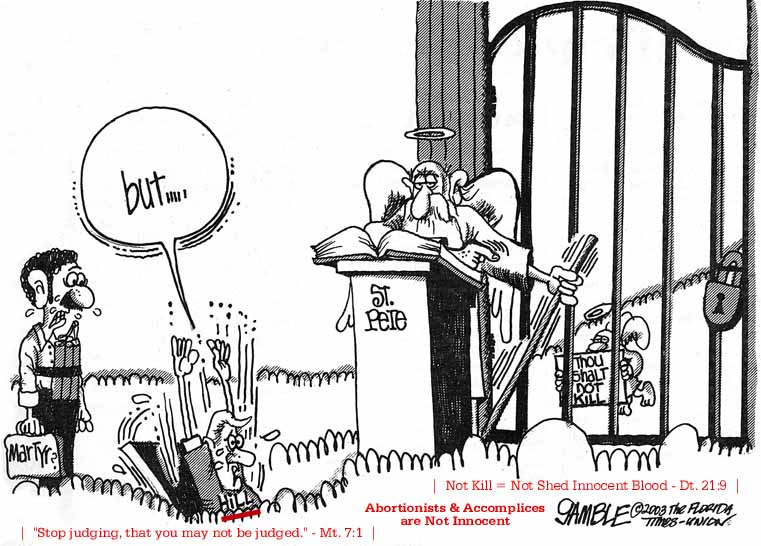 but.....
ST.
PETE
THOU
SHALT
NOT
KILL
MARTYR?
HILL
| Not Kill = Not Shed Innocent Blood - Dt. 21:9 |
Abortionists & Accomplices
are Not Innocent
GAMBLE ©2003 THE FLORIDA
TIMES-UNION
| "Stop judging, that you may not be judged." - Mt. 7:1 |